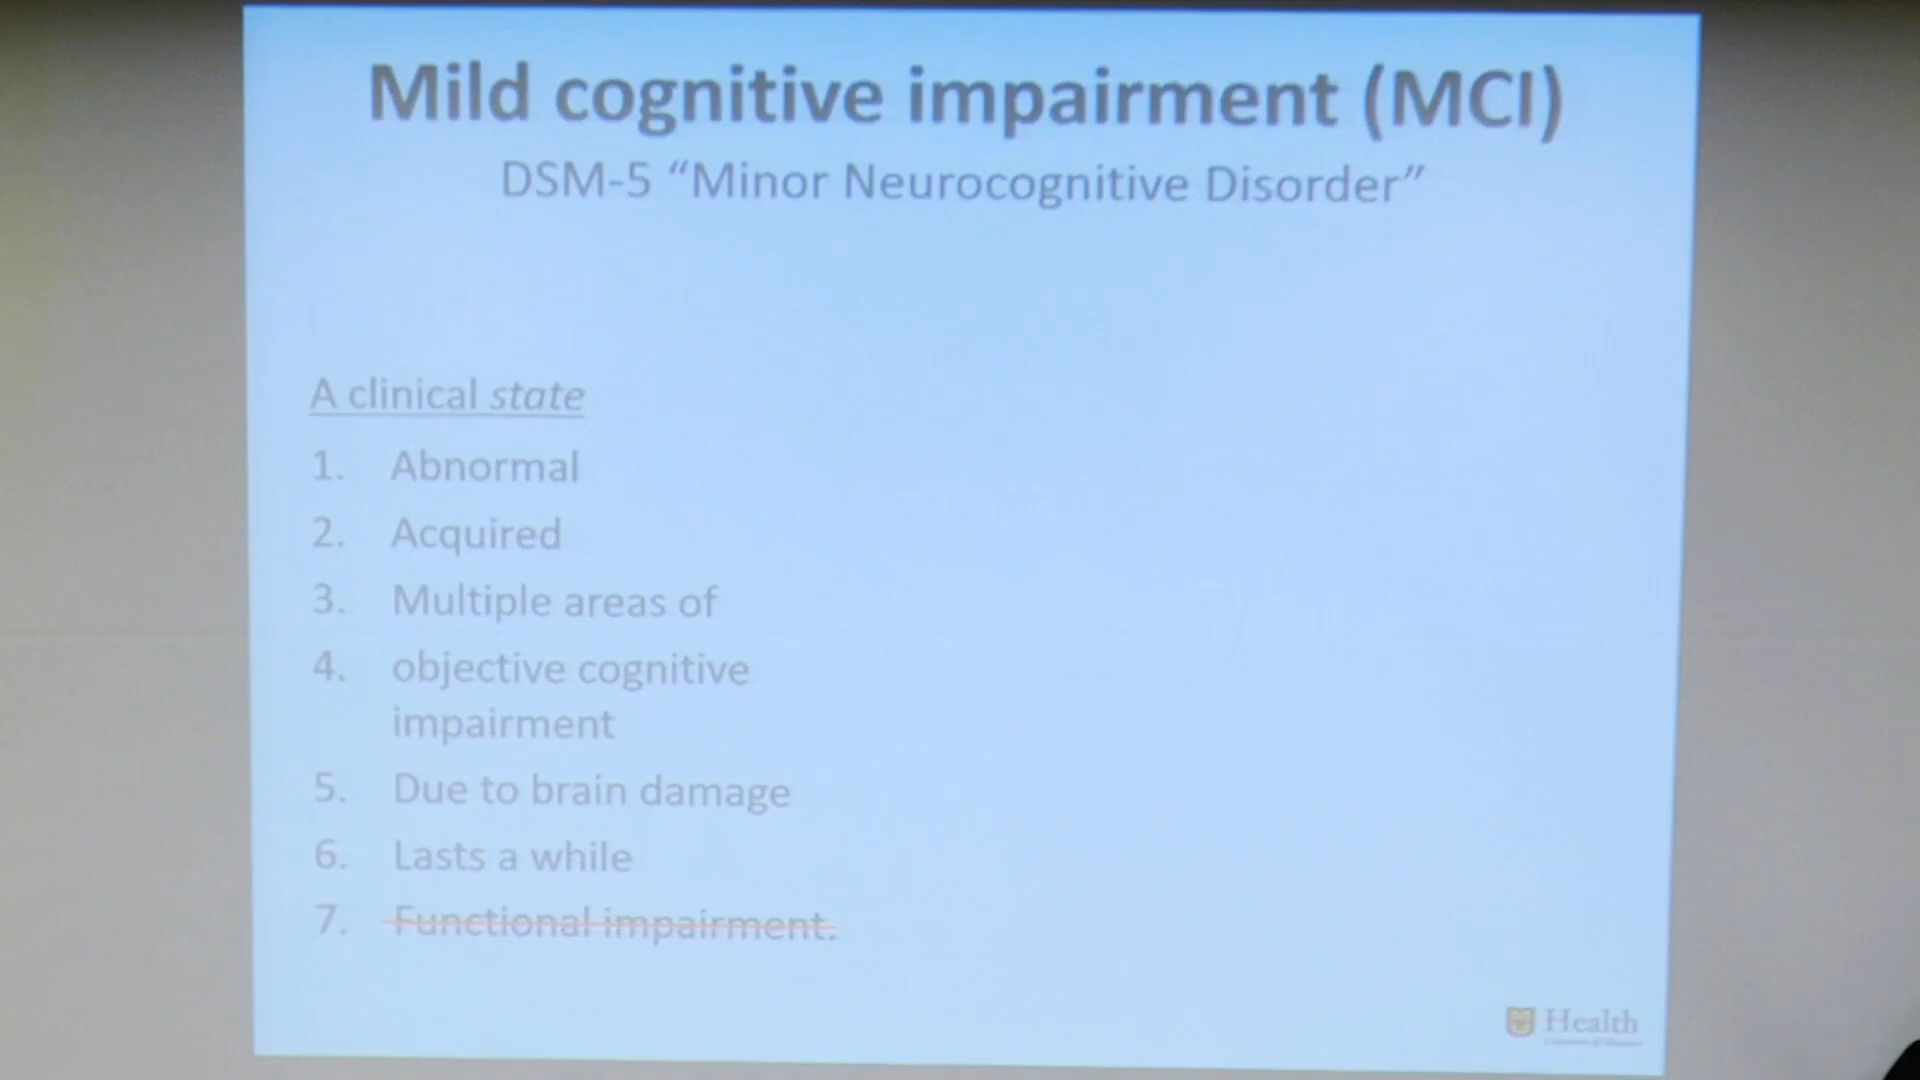 Mild cognitive impairment (MCI)
DSM-5 “Minor Neurocognitive Disorder”
A clinical state
1. Abnormal
2. Acquired
3. Multiple areas of
4. objective cognitive
impairment
5. Due to brain damage
6. Lasts a while
7. Functional impairment.
Health